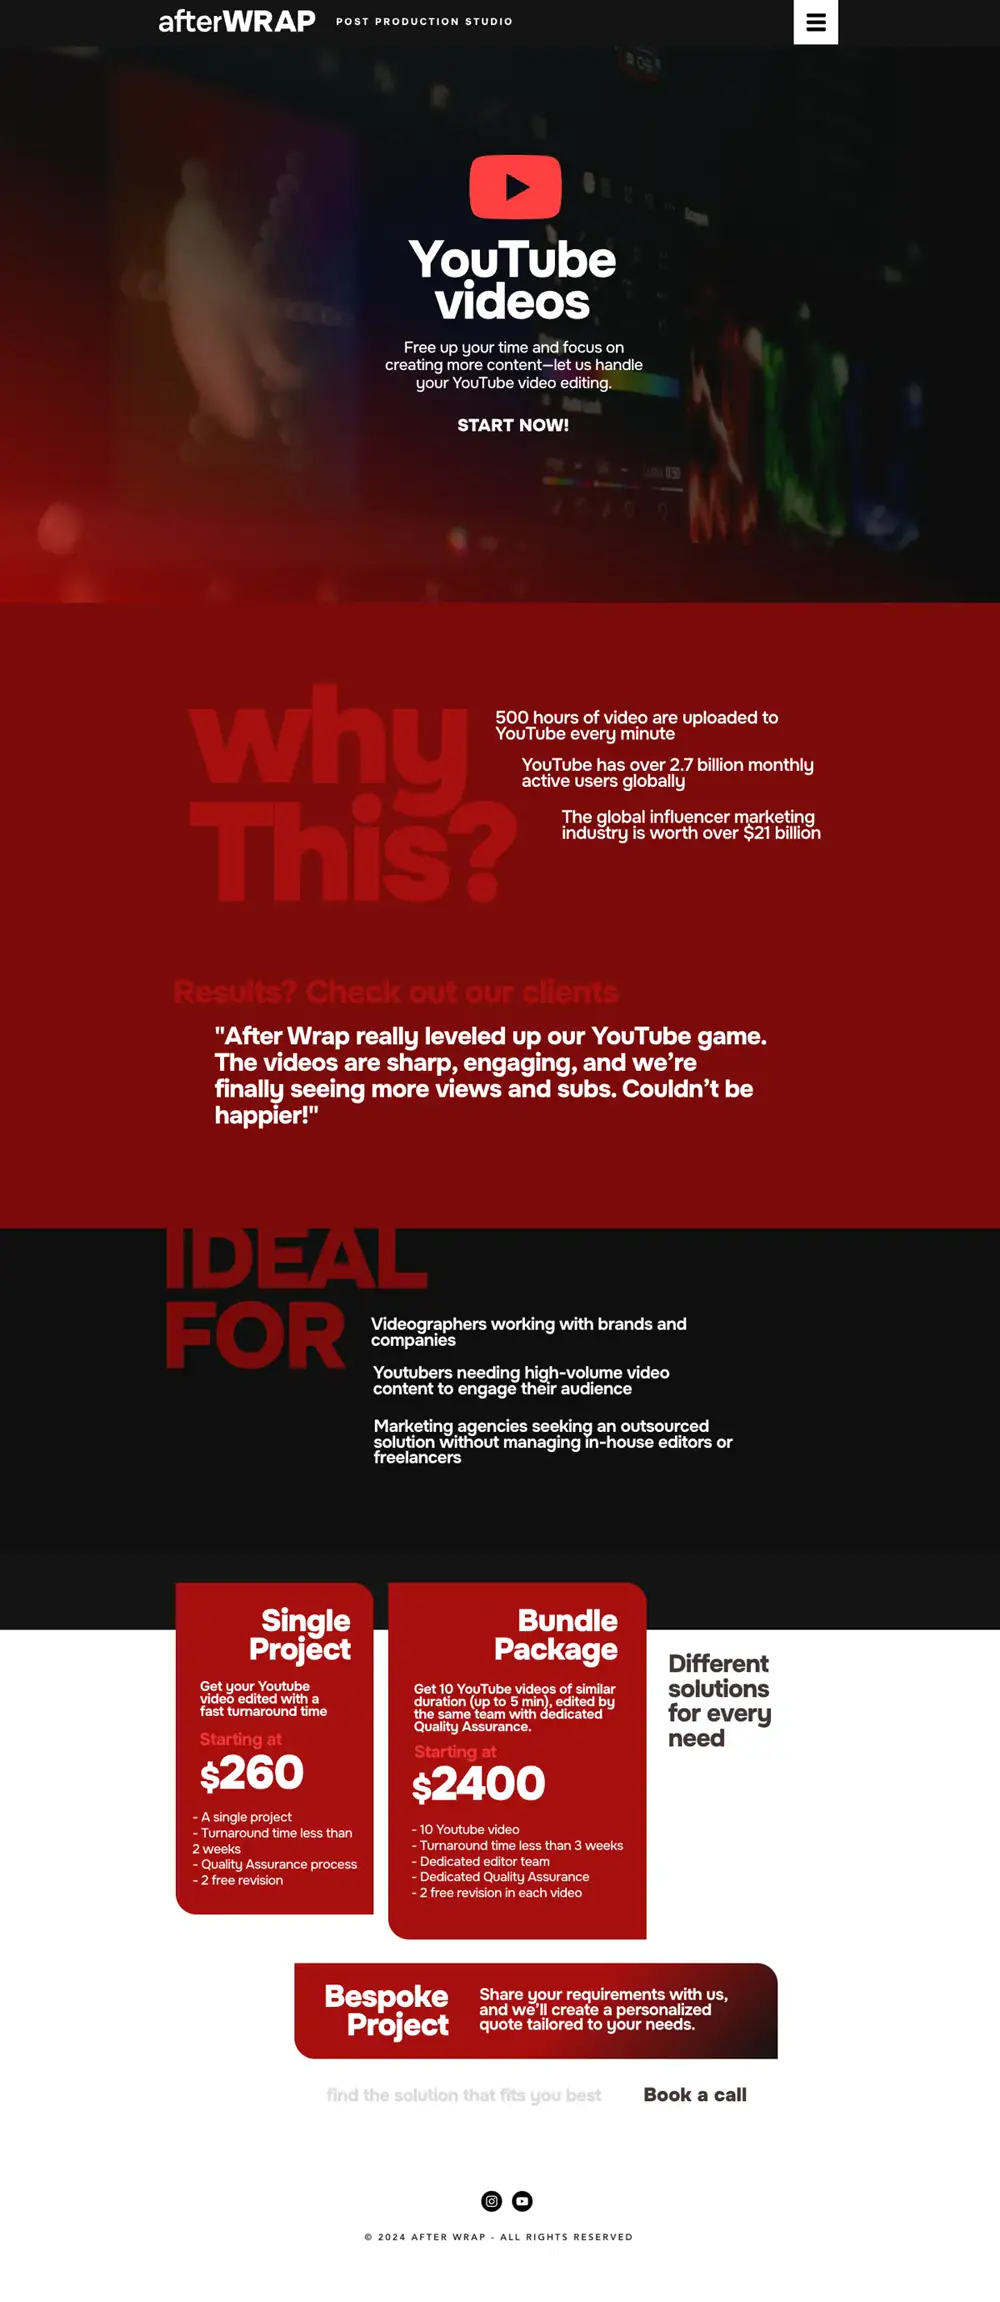 afterWRAP POST PRODUCTION STUDIO
YouTube
videos
Free up your time and focus on
creating more content—let us handle
your YouTube video editing.
START NOW!
why
This?
500 hours of video are uploaded to
YouTube every minute
YouTube has over 2.7 billion monthly
active users globally
The global influencer marketing
industry is worth over $21 billion
Results? Check out our clients
"After Wrap really leveled up our YouTube game.
The videos are sharp, engaging, and we’re
finally seeing more views and subs. Couldn’t be
happier!"
IDEAL
FOR
Videographers working with brands and
companies
Youtubers needing high-volume video
content to engage their audience
Marketing agencies seeking an outsourced
solution without managing in-house editors or
freelancers
Single
Project
Get your Youtube
video edited with a
fast turnaround time
Starting at
$260
- A single project
- Turnaround time less than
2 weeks
- Quality Assurance process
- 2 free revision
Bundle
Package
Get 10 YouTube videos of similar
duration (up to 5 min), edited by
the same team with dedicated
Quality Assurance.
Starting at
$2400
- 10 Youtube video
- Turnaround time less than 3 weeks
- Dedicated editor team
- Dedicated Quality Assurance
- 2 free revision in each video
Different
solutions
for every
need
Bespoke
Project
Share your requirements with us,
and we’ll create a personalized
quote tailored to your needs.
find the solution that fits you best
Book a call
© 2024 AFTER WRAP - ALL RIGHTS RESERVED